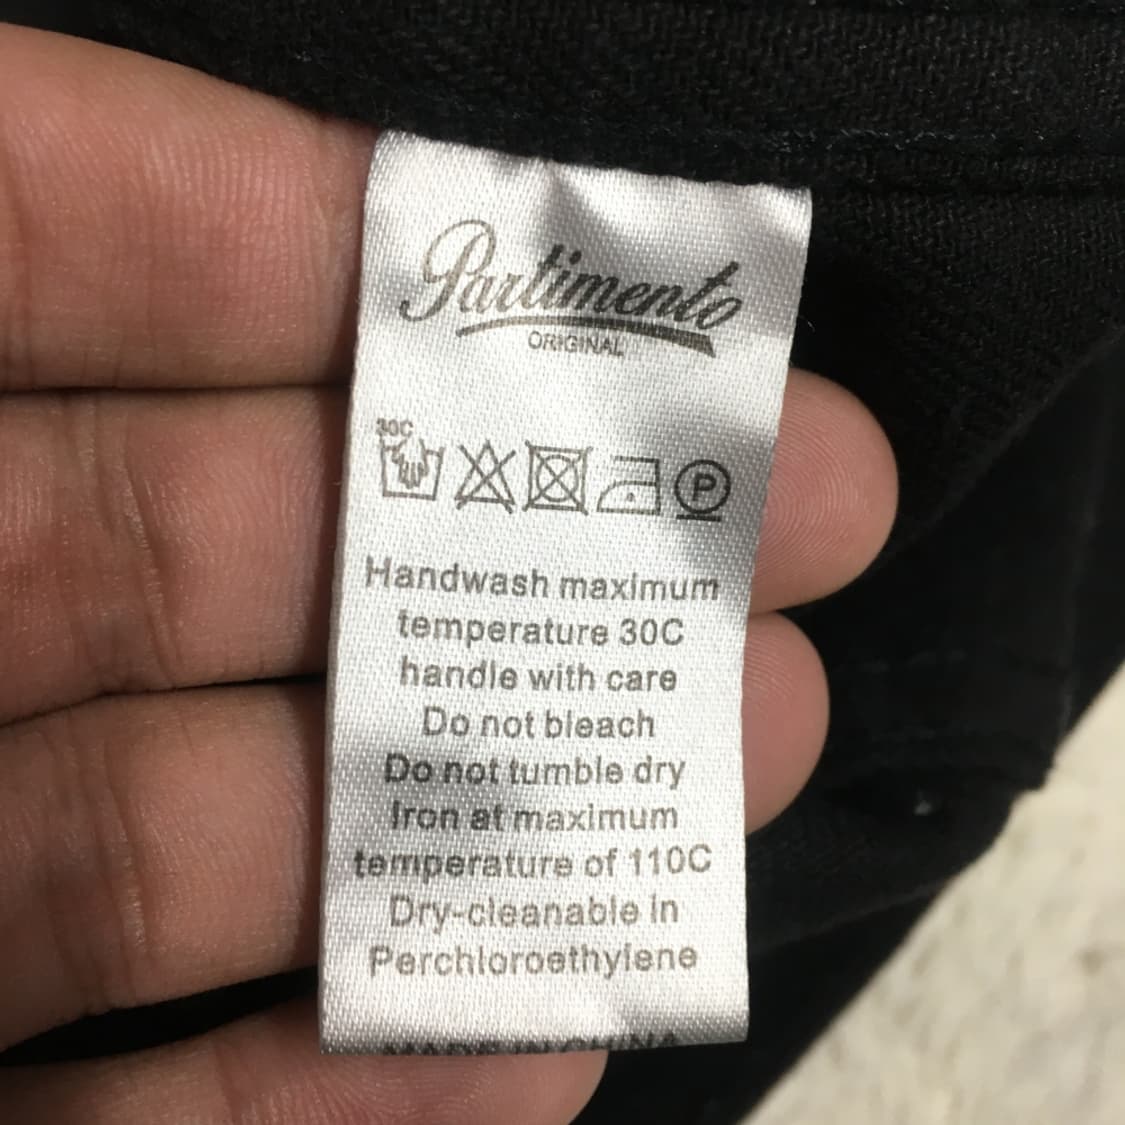 Partimento
ORIGINAL
30C
P
Handwash maximum
temperature 30C
handle with care
Do not bleach
Do not tumble dry
Iron at maximum
temperature of 110C
Dry-cleanable in
Perchloroethylene